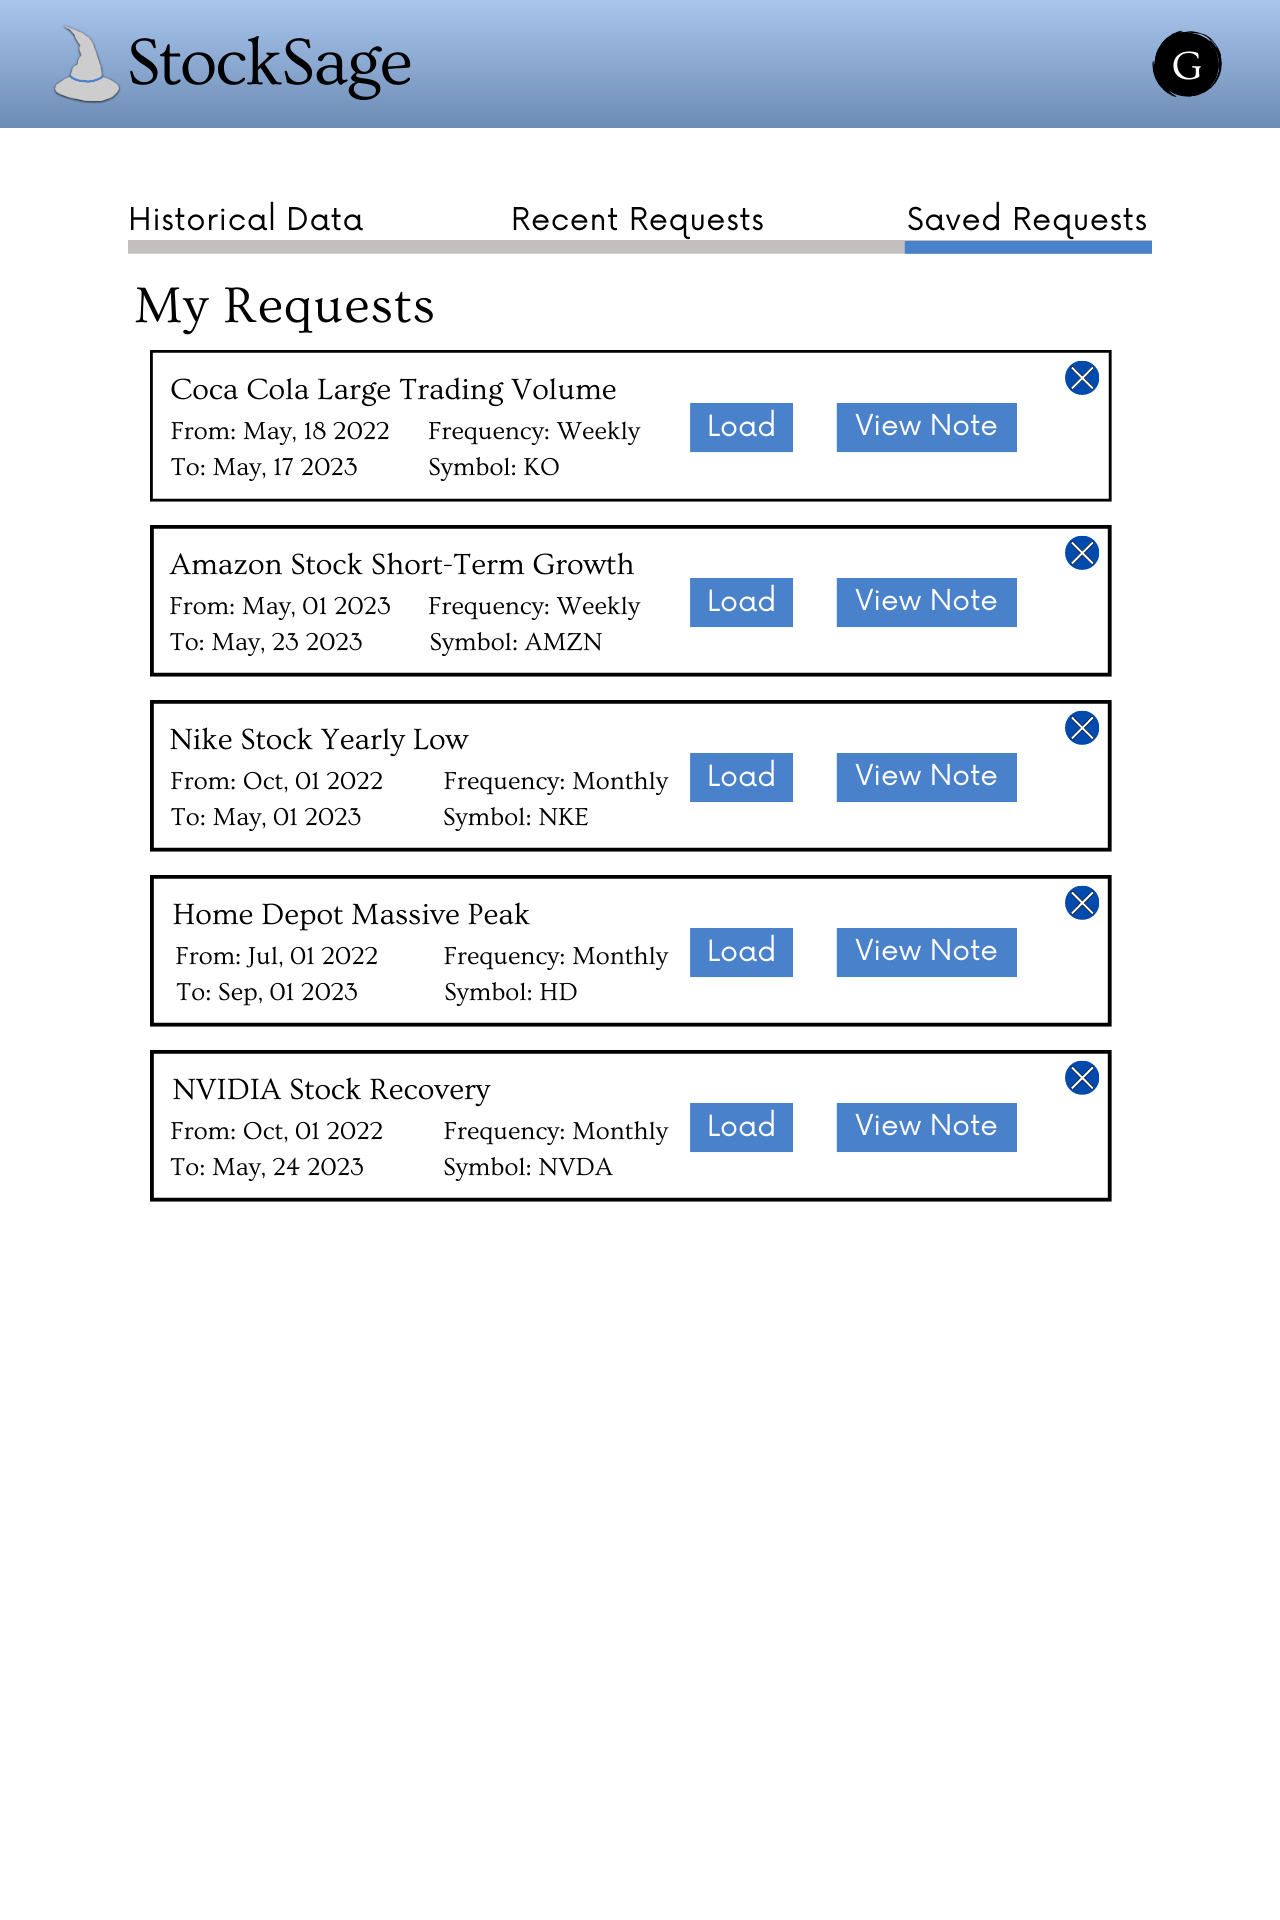 StockSage
G
Historical Data
Recent Requests
Saved Requests
My Requests
Coca Cola Large Trading Volume
From: May, 18 2022
Frequency: Weekly
To: May, 17 2023
Symbol: KO
Load
View Note
Amazon Stock Short-Term Growth
From: May, 01 2023
Frequency: Weekly
To: May, 23 2023
Symbol: AMZN
Load
View Note
Nike Stock Yearly Low
From: Oct, 01 2022
Frequency: Monthly
To: May, 01 2023
Symbol: NKE
Load
View Note
Home Depot Massive Peak
From: Jul, 01 2022
Frequency: Monthly
To: Sep, 01 2023
Symbol: HD
Load
View Note
NVIDIA Stock Recovery
From: Oct, 01 2022
Frequency: Monthly
To: May, 24 2023
Symbol: NVDA
Load
View Note